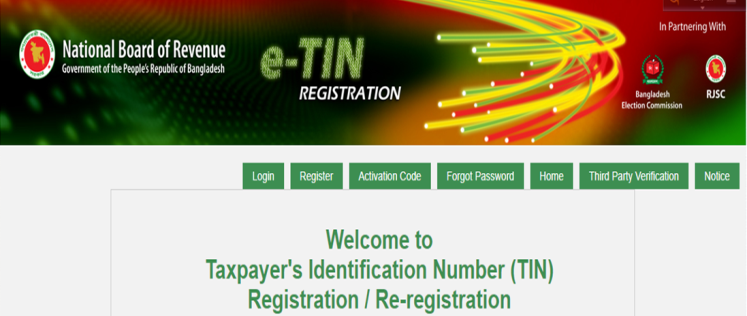 In Partnering With
National Board of Revenue
Government of the People's Republic of Bangladesh
e-TIN
REGISTRATION
Bangladesh
Election Commission
RJSC
Login Register Activation Code Forgot Password Home Third Party Verification Notice
Welcome to
Taxpayer's Identification Number (TIN)
Registration / Re-registration